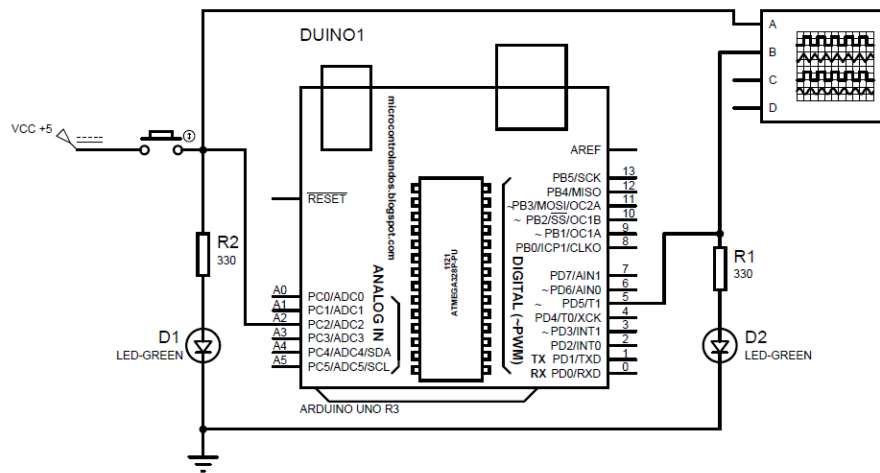 DUINO1
A
B
C
D
VCC +5
microcontrolandos.blogspot.com
AREF
RESET
PB5/SCK 13
PB4/MISO 12
~PB3/MOSI/OC2A 11
~ PB2/SS/OC1B 10
~ PB1/OC1A 9
PB0/ICP1/CLKO 8
1121
ATMEGA328P-PU
ANALOG IN
DIGITAL (~PWM)
R2
330
R1
330
A0 PC0/ADC0
A1 PC1/ADC1
A2 PC2/ADC2
A3 PC3/ADC3
A4 PC4/ADC4/SDA
A5 PC5/ADC5/SCL
PD7/AIN1 7
~ PD6/AIN0 6
~ PD5/T1 5
PD4/T0/XCK 4
~ PD3/INT1 3
PD2/INT0 2
TX PD1/TXD 1
RX PD0/RXD 0
D1
LED-GREEN
D2
LED-GREEN
ARDUINO UNO R3